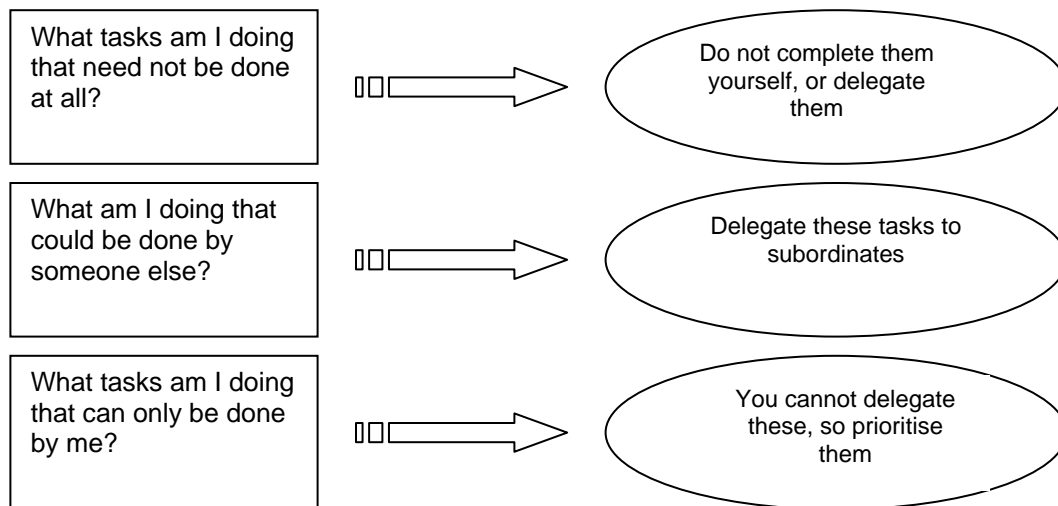 What tasks am I doing
that need not be done
at all?
Do not complete them
yourself, or delegate
them
What am I doing that
could be done by
someone else?
Delegate these tasks to
subordinates
What tasks am I doing
that can only be done
by me?
You cannot delegate
these, so prioritise
them